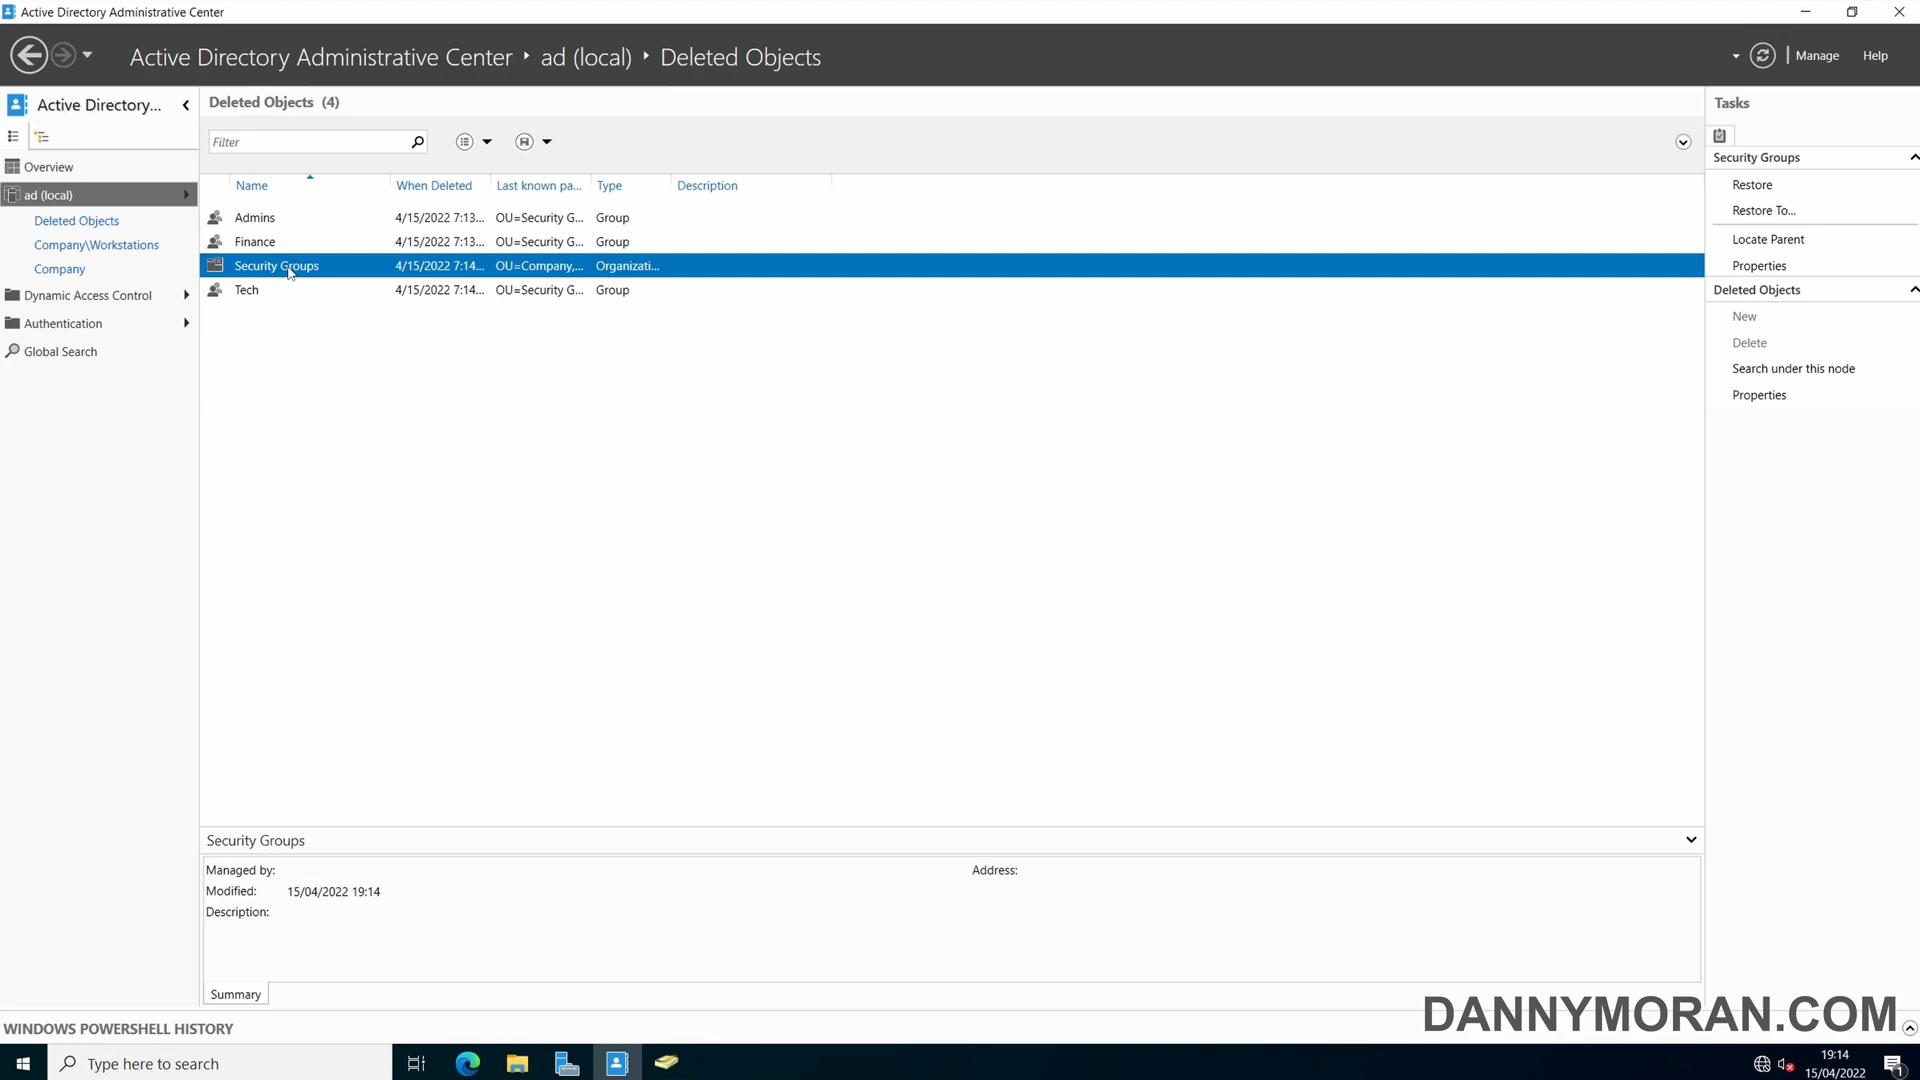 Active Directory Administrative Center
Active Directory Administrative Center ad (local) Deleted Objects
Manage Help
Active Directory...
Overview
ad (local)
Deleted Objects
Company\Workstations
Company
Dynamic Access Control
Authentication
Global Search
Deleted Objects (4)
Filter
Name When Deleted Last known pa... Type Description
Admins 4/15/2022 7:13... OU=Security G... Group
Finance 4/15/2022 7:13... OU=Security G... Group
Security Groups 4/15/2022 7:14... OU=Company,... Organizati...
Tech 4/15/2022 7:14... OU=Security G... Group
Security Groups
Managed by: Address:
Modified: 15/04/2022 19:14
Description:
Summary
Tasks
Security Groups
Restore
Restore To...
Locate Parent
Properties
Deleted Objects
New
Delete
Search under this node
Properties
DANNYMORAN.COM
WINDOWS POWERSHELL HISTORY
Type here to search
19:14
15/04/2022
1